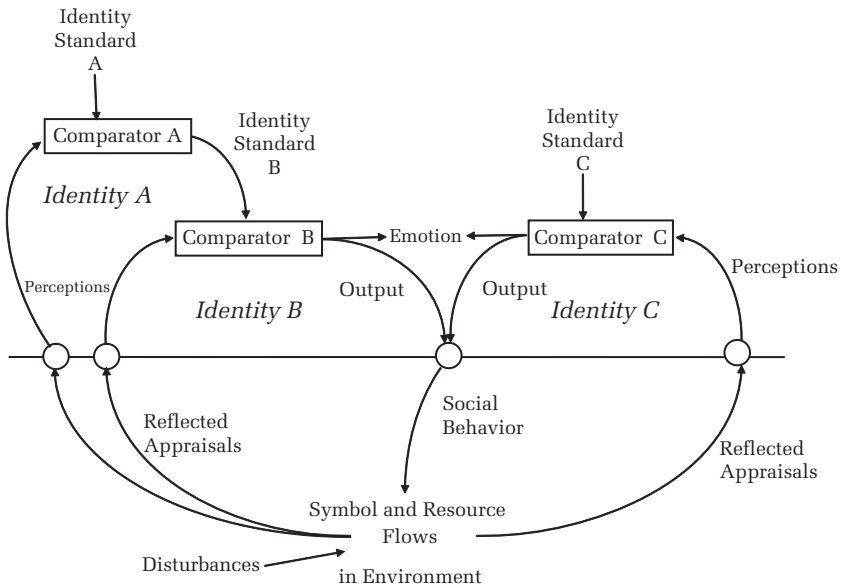 Identity
Standard
A
Comparator A
Identity
Standard
B
Identity A
Identity
Standard
C
Comparator B
Emotion
Comparator C
Perceptions
Perceptions
Output
Output
Identity B
Identity C
Reflected
Appraisals
Social
Behavior
Reflected
Appraisals
Symbol and Resource
Flows
Disturbances
in Environment